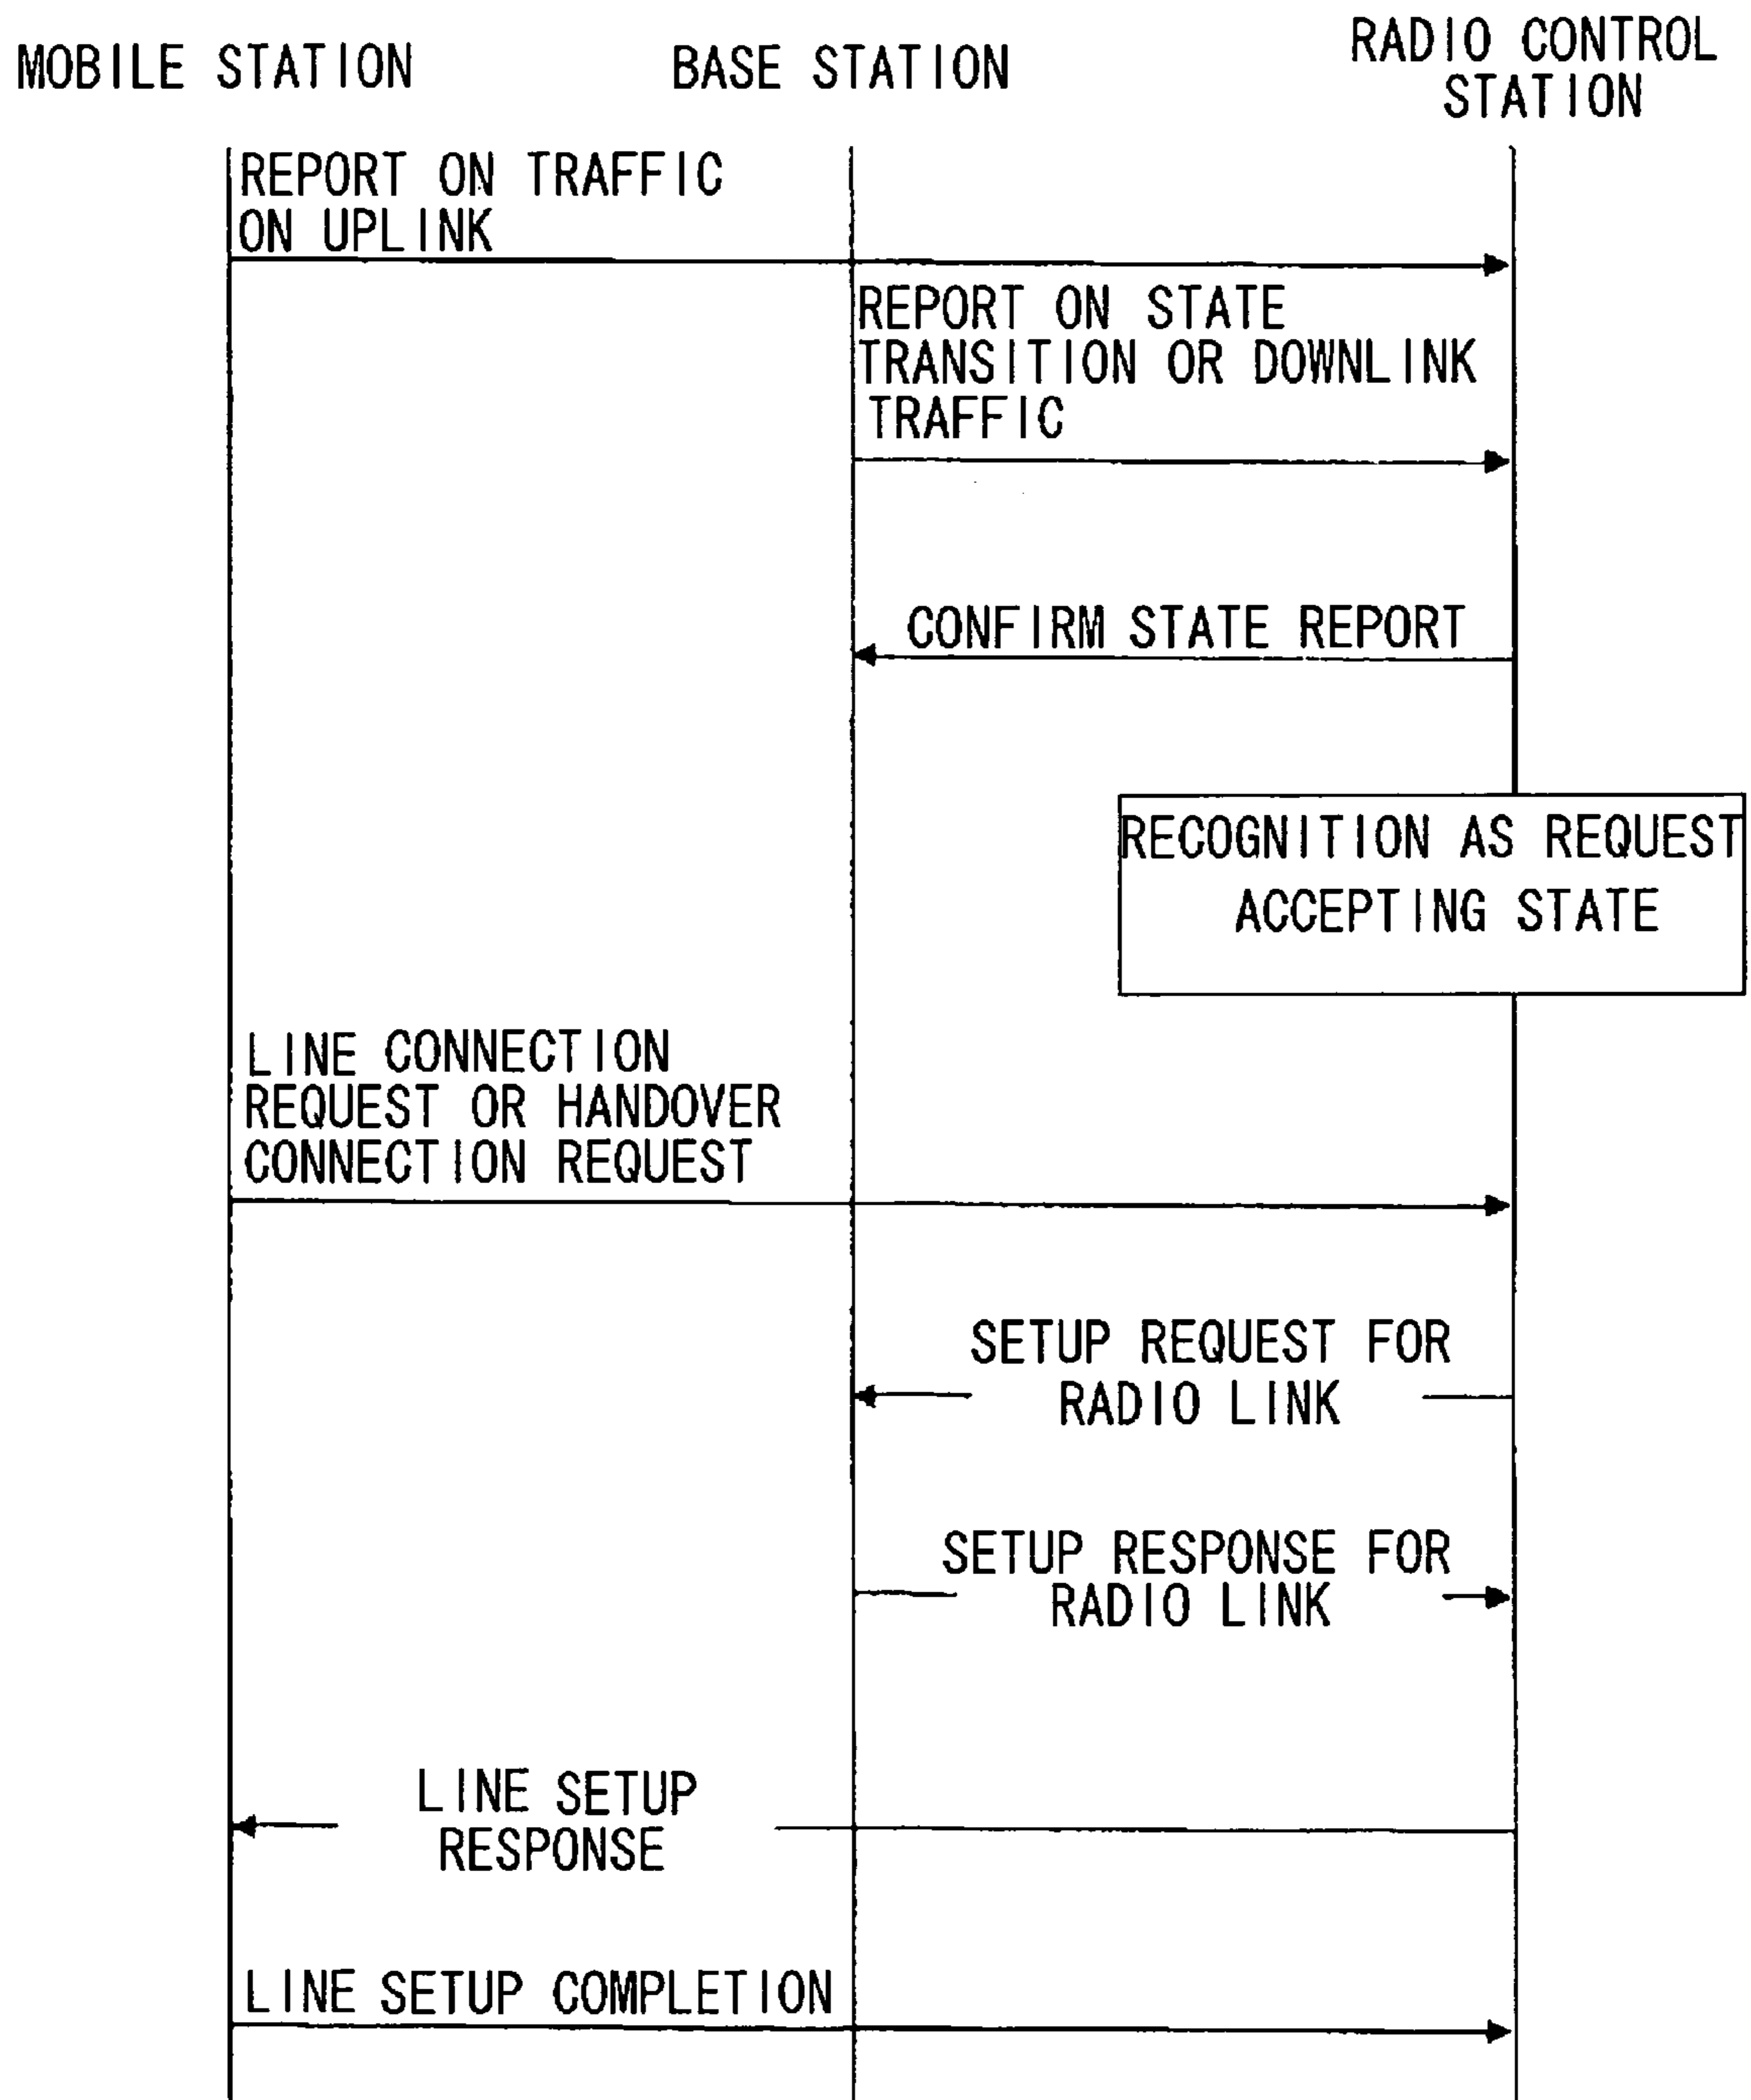 MOBILE STATION
BASE STATION
RADIO CONTROL
STATION
REPORT ON TRAFFIC
ON UPLINK
REPORT ON STATE
TRANSITION OR DOWNLINK
TRAFFIC
CONFIRM STATE REPORT
RECOGNITION AS REQUEST
ACCEPTING STATE
LINE CONNECTION
REQUEST OR HANDOVER
CONNECTION REQUEST
SETUP REQUEST FOR
RADIO LINK
SETUP RESPONSE FOR
RADIO LINK
LINE SETUP
RESPONSE
LINE SETUP COMPLETION